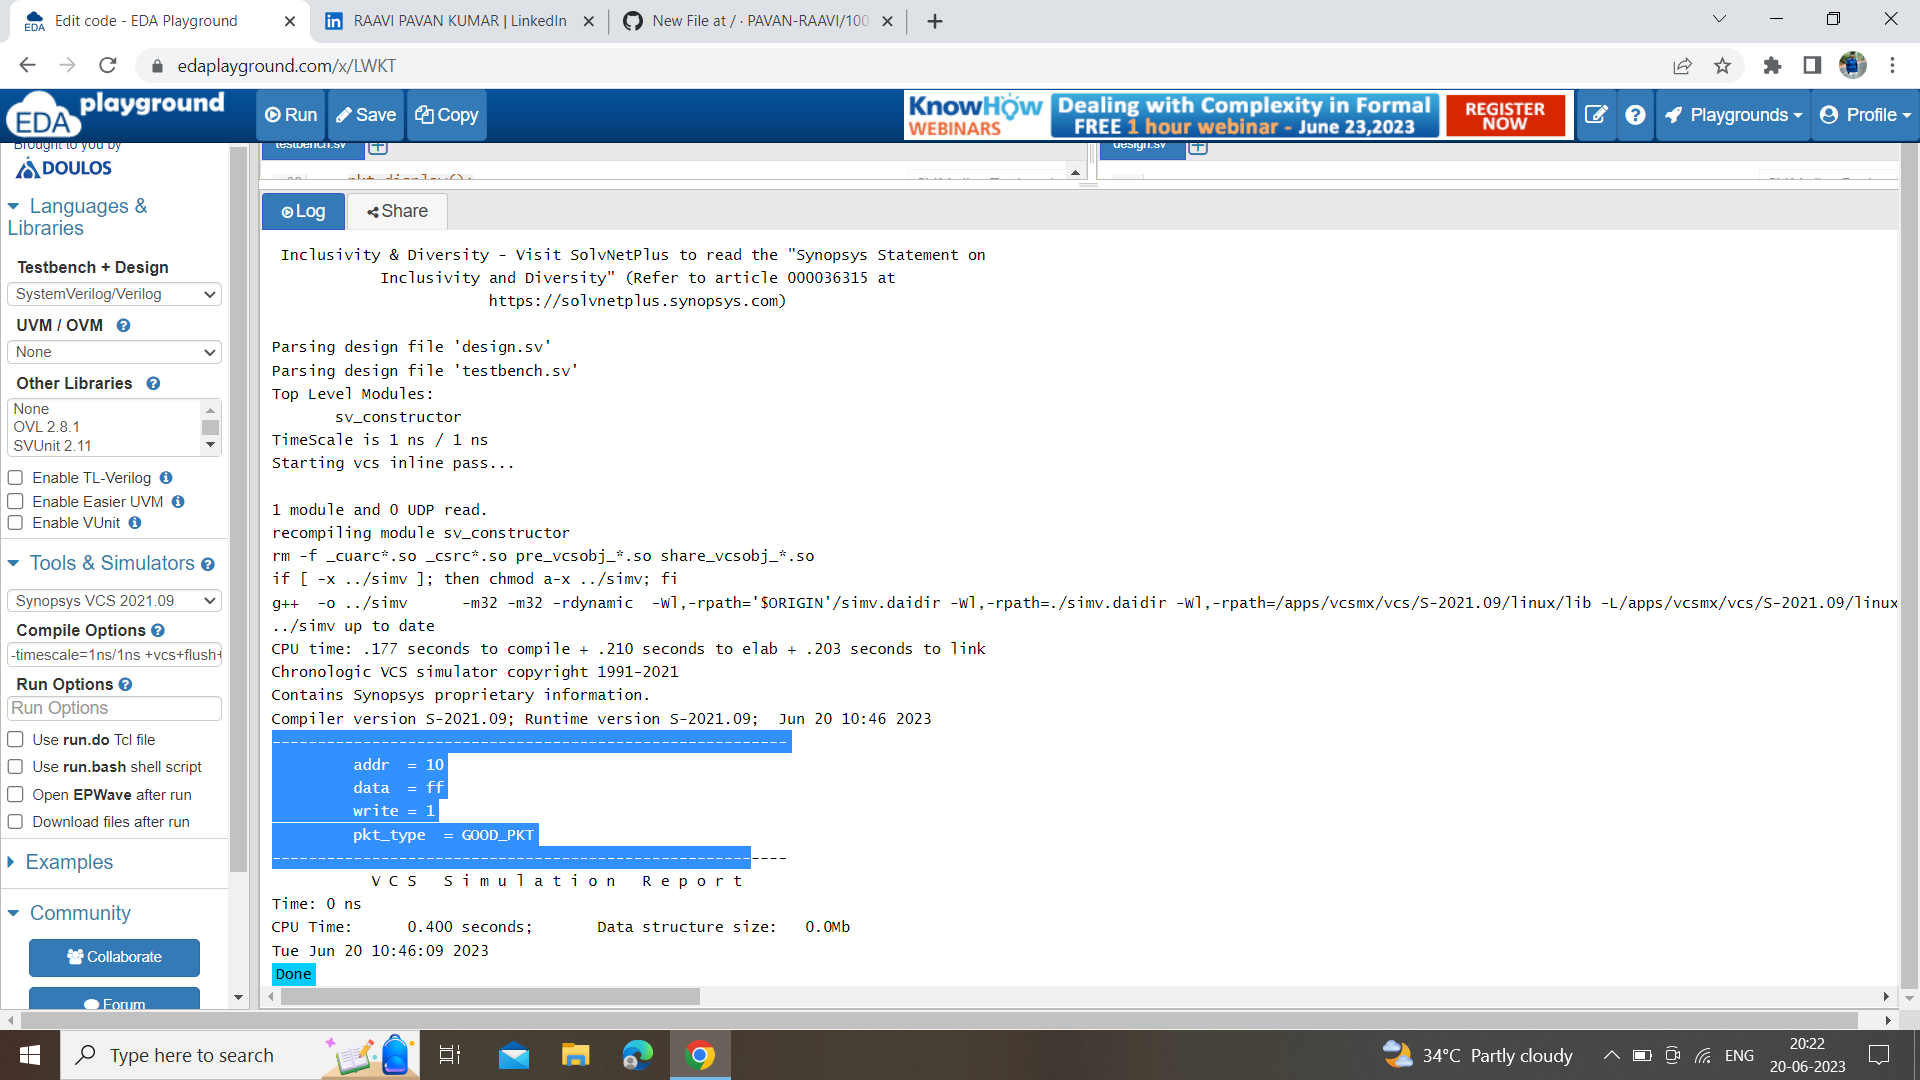 Edit code - EDA Playground
RAAVI PAVAN KUMAR | LinkedIn
New File at / · PAVAN-RAAVI/100
edaplayground.com/x/LWKT
EDA playground
Run
Save
Copy
KnowHow WEBINARS
Dealing with Complexity in Formal
FREE 1 hour webinar - June 23,2023
REGISTER NOW
Playgrounds
Profile
Brought to you by
DOULOS
testbench.sv
design.sv
pkt.display();
Languages & Libraries
Testbench + Design
SystemVerilog/Verilog
UVM / OVM
None
Other Libraries
None
OVL 2.8.1
SVUnit 2.11
Enable TL-Verilog
Enable Easier UVM
Enable VUnit
Tools & Simulators
Synopsys VCS 2021.09
Compile Options
-timescale=1ns/1ns +vcs+flush+
Run Options
Run Options
Use run.do Tcl file
Use run.bash shell script
Open EPWave after run
Download files after run
Examples
Community
Collaborate
Forum
Log
Share
Inclusivity & Diversity - Visit SolvNetPlus to read the "Synopsys Statement on
Inclusivity and Diversity" (Refer to article 000036315 at
https://solvnetplus.synopsys.com)
Parsing design file 'design.sv'
Parsing design file 'testbench.sv'
Top Level Modules:
sv_constructor
TimeScale is 1 ns / 1 ns
Starting vcs inline pass...
1 module and 0 UDP read.
recompiling module sv_constructor
rm -f _cuarc*.so _csrc*.so pre_vcsobj_*.so share_vcsobj_*.so
if [ -x ../simv ]; then chmod a-x ../simv; fi
g++ -o ../simv -m32 -m32 -rdynamic -Wl,-rpath='$ORIGIN'/simv.daidir -Wl,-rpath=./simv.daidir -Wl,-rpath=/apps/vcsmx/vcs/S-2021.09/linux/lib -L/apps/vcsmx/vcs/S-2021.09/linux
../simv up to date
CPU time: .177 seconds to compile + .210 seconds to elab + .203 seconds to link
Chronologic VCS simulator copyright 1991-2021
Contains Synopsys proprietary information.
Compiler version S-2021.09; Runtime version S-2021.09; Jun 20 10:46 2023
---------------------------------------------------------
addr = 10
data = ff
write = 1
pkt_type = GOOD_PKT
---------------------------------------------------------
V C S S i m u l a t i o n R e p o r t
Time: 0 ns
CPU Time: 0.400 seconds; Data structure size: 0.0Mb
Tue Jun 20 10:46:09 2023
Done
Type here to search
34°C Partly cloudy
ENG
20:22
20-06-2023